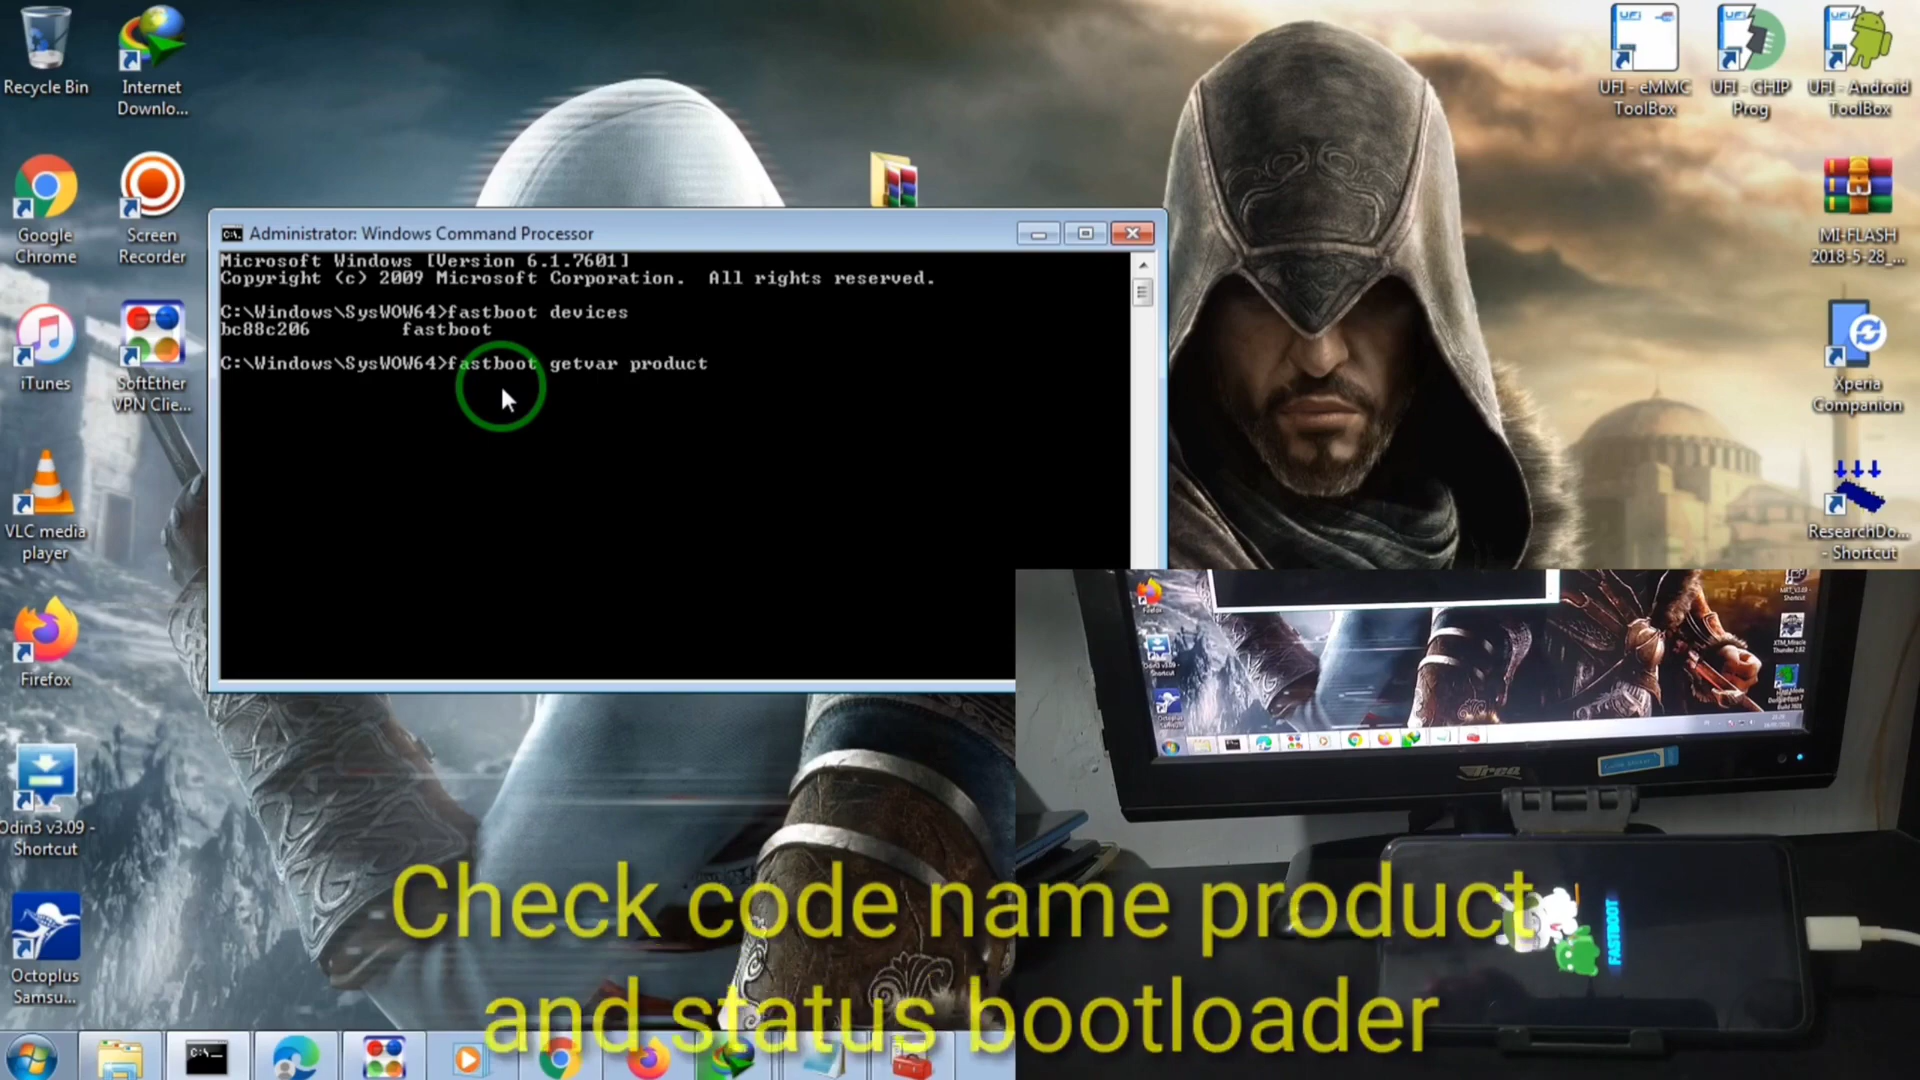 Recycle Bin
Internet
Downlo...
UFI - eMMC
ToolBox
UFI - CHIP
Prog
UFI - Android
ToolBox
Google
Chrome
Screen
Recorder
MI-FLASH
2018-5-28_...
Administrator: Windows Command Processor
Microsoft Windows [Version 6.1.7601]
Copyright (c) 2009 Microsoft Corporation.  All rights reserved.
C:\Windows\SysWOW64>fastboot devices
bc88c206        fastboot
C:\Windows\SysWOW64>fastboot getvar product
iTunes
SoftEther
VPN Clie...
Xperia
Companion
VLC media
player
ResearchDo...
- Shortcut
Firefox
Odin3 v3.09 -
Shortcut
Octoplus
Samsu...
FASTBOOT
Check code name product
and status bootloader